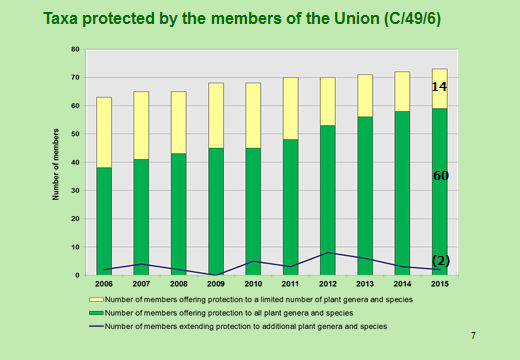 Taxa protected by the members of the Union (C/49/6)
80
70
60
50
40
30
20
10
0
Number of members
14
60
(2)
2006 2007 2008 2009 2010 2011 2012 2013 2014 2015
Number of members offering protection to a limited number of plant genera and species
Number of members offering protection to all plant genera and species
Number of members extending protection to additional plant genera and species
7